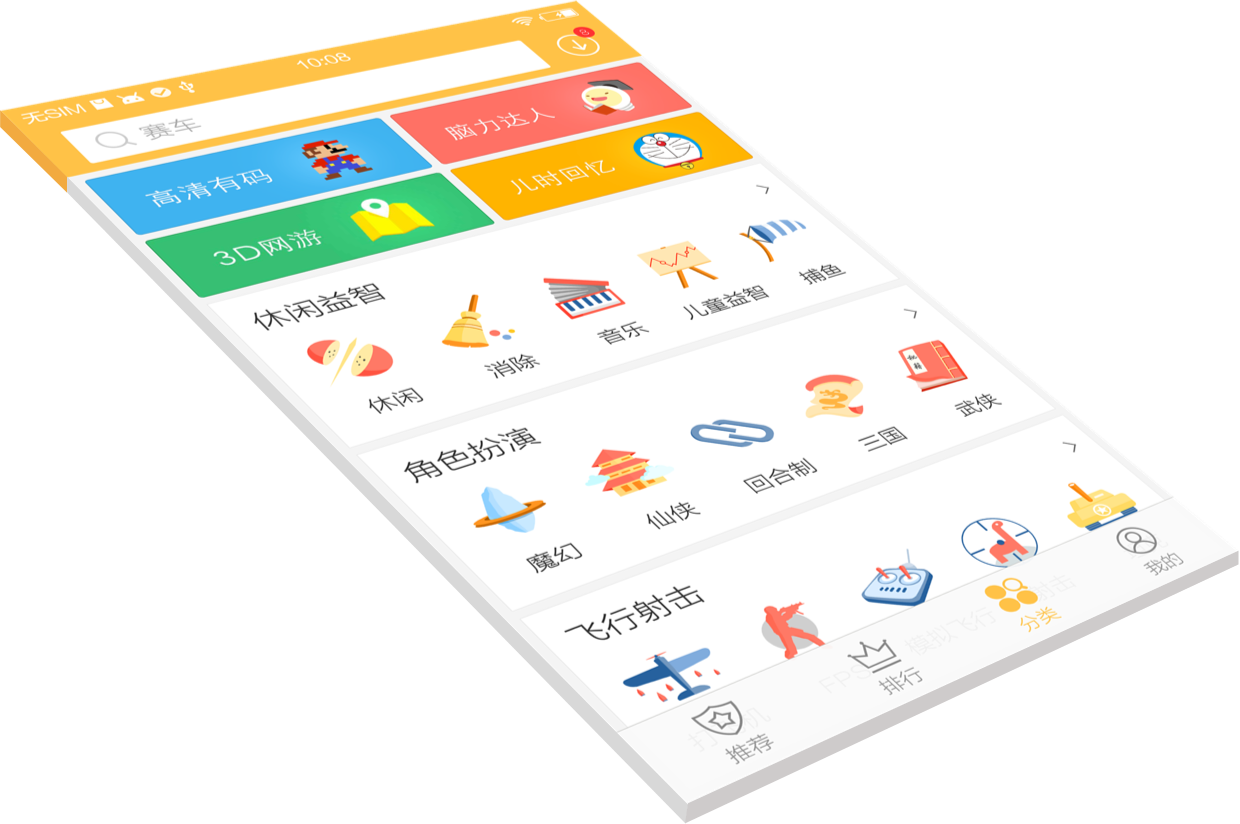 无SIM 10:08
赛车
8
高清有码
脑力达人
3D网游
儿时回忆
休闲益智
休闲
消除
音乐
儿童益智
捕鱼
角色扮演
魔幻
仙侠
回合制
三国
武侠
秘籍
飞行射击
FPS
模拟飞行
射击
推荐
排行
分类
我的